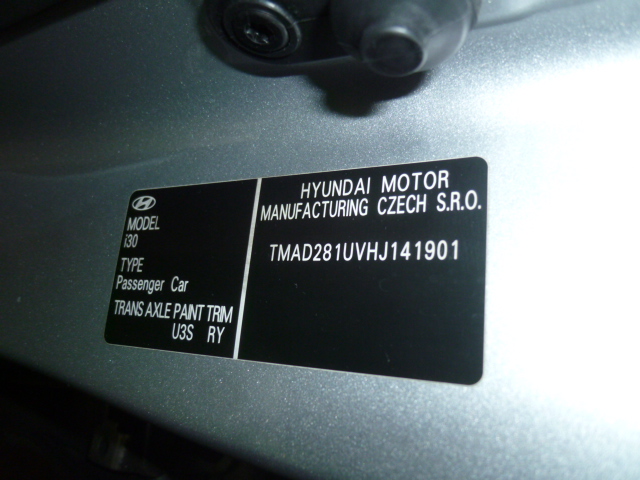 MODEL
i30
TYPE
Passenger Car
TRANS AXLE PAINT TRIM
U3S RY
HYUNDAI MOTOR
MANUFACTURING CZECH S.R.O.
TMAD281UVHJ141901